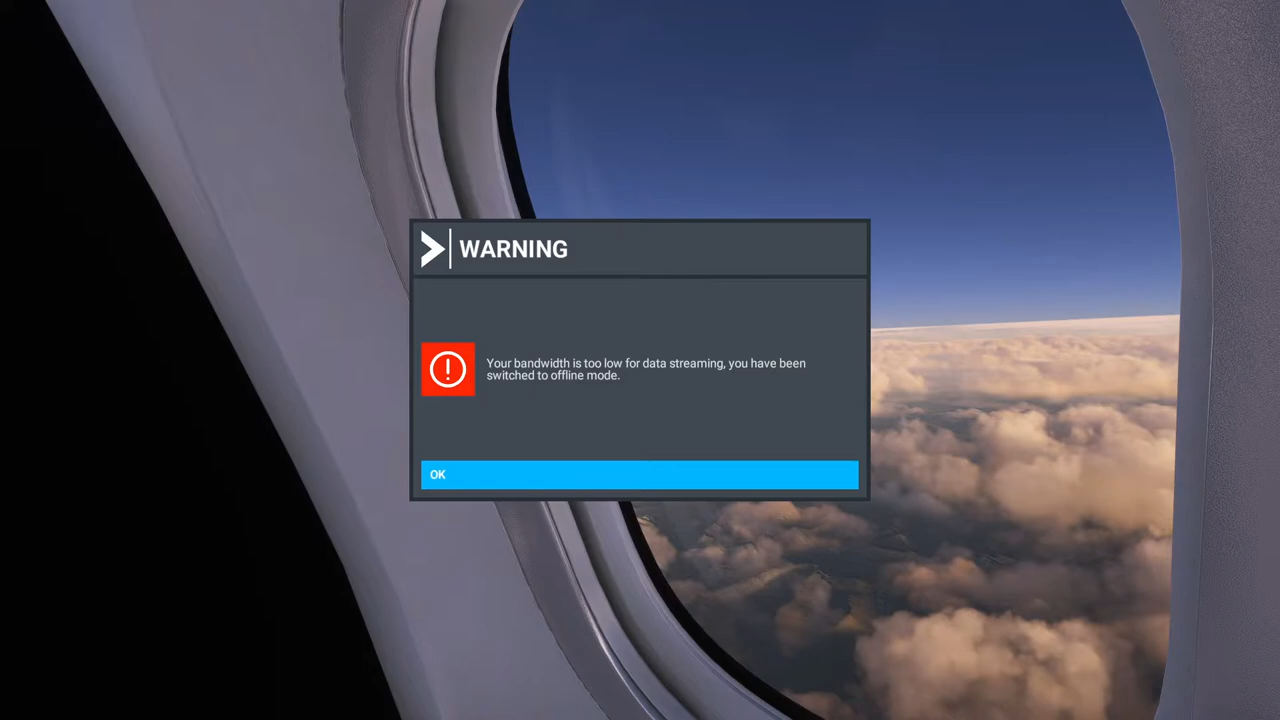 WARNING
Your bandwidth is too low for data streaming, you have been
switched to offline mode.
OK